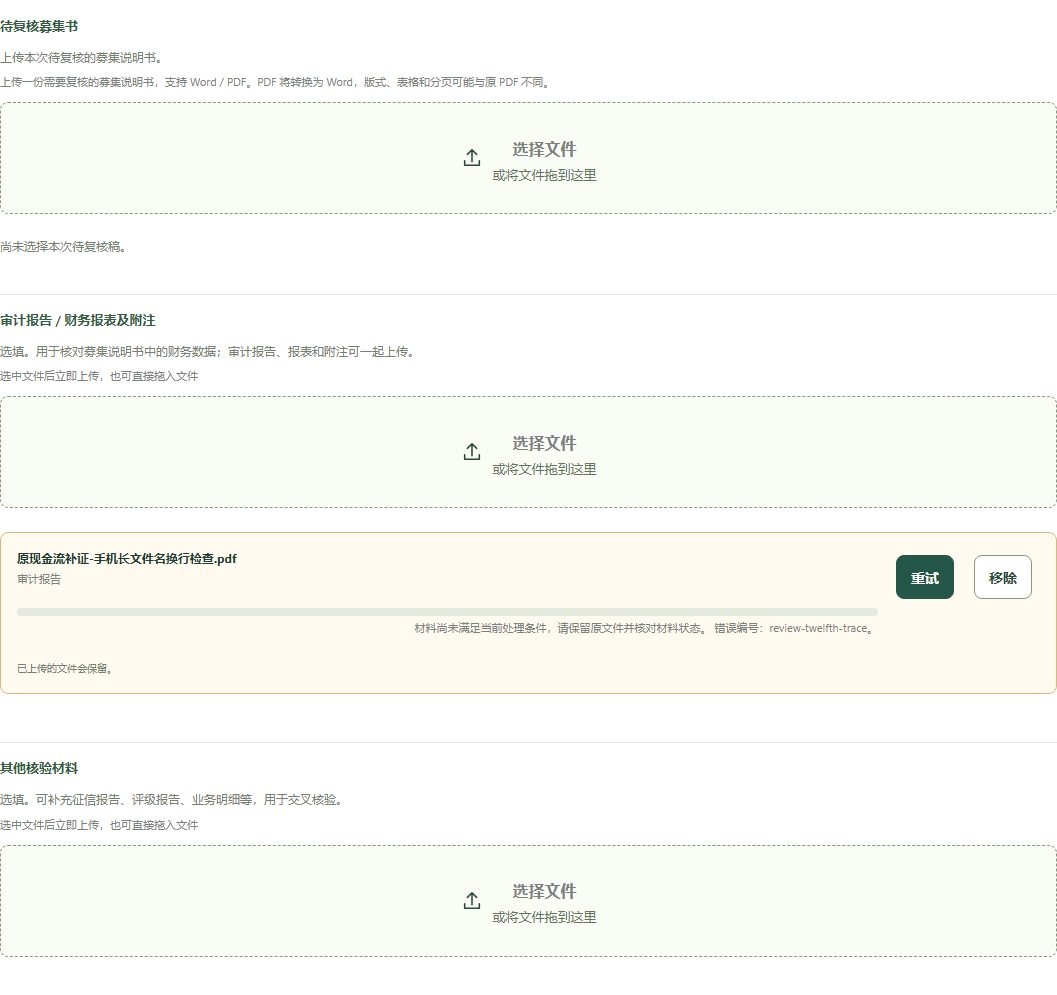 待复核募集书
上传本次待复核的募集说明书。
上传一份需要复核的募集说明书，支持 Word / PDF。PDF 将转换为 Word，版式、表格和分页可能与原 PDF 不同。
选择文件
或将文件拖到这里
尚未选择本次待复核稿。
审计报告 / 财务报表及附注
选填。用于核对募集说明书中的财务数据；审计报告、报表和附注可一起上传。
选中文件后立即上传，也可直接拖入文件
选择文件
或将文件拖到这里
原现金流补证-手机长文件名换行检查.pdf
审计报告
重试
移除
材料尚未满足当前处理条件，请保留原文件并核对材料状态。 错误编号：review-twelfth-trace。
已上传的文件会保留。
其他核验材料
选填。可补充征信报告、评级报告、业务明细等，用于交叉核验。
选中文件后立即上传，也可直接拖入文件
选择文件
或将文件拖到这里